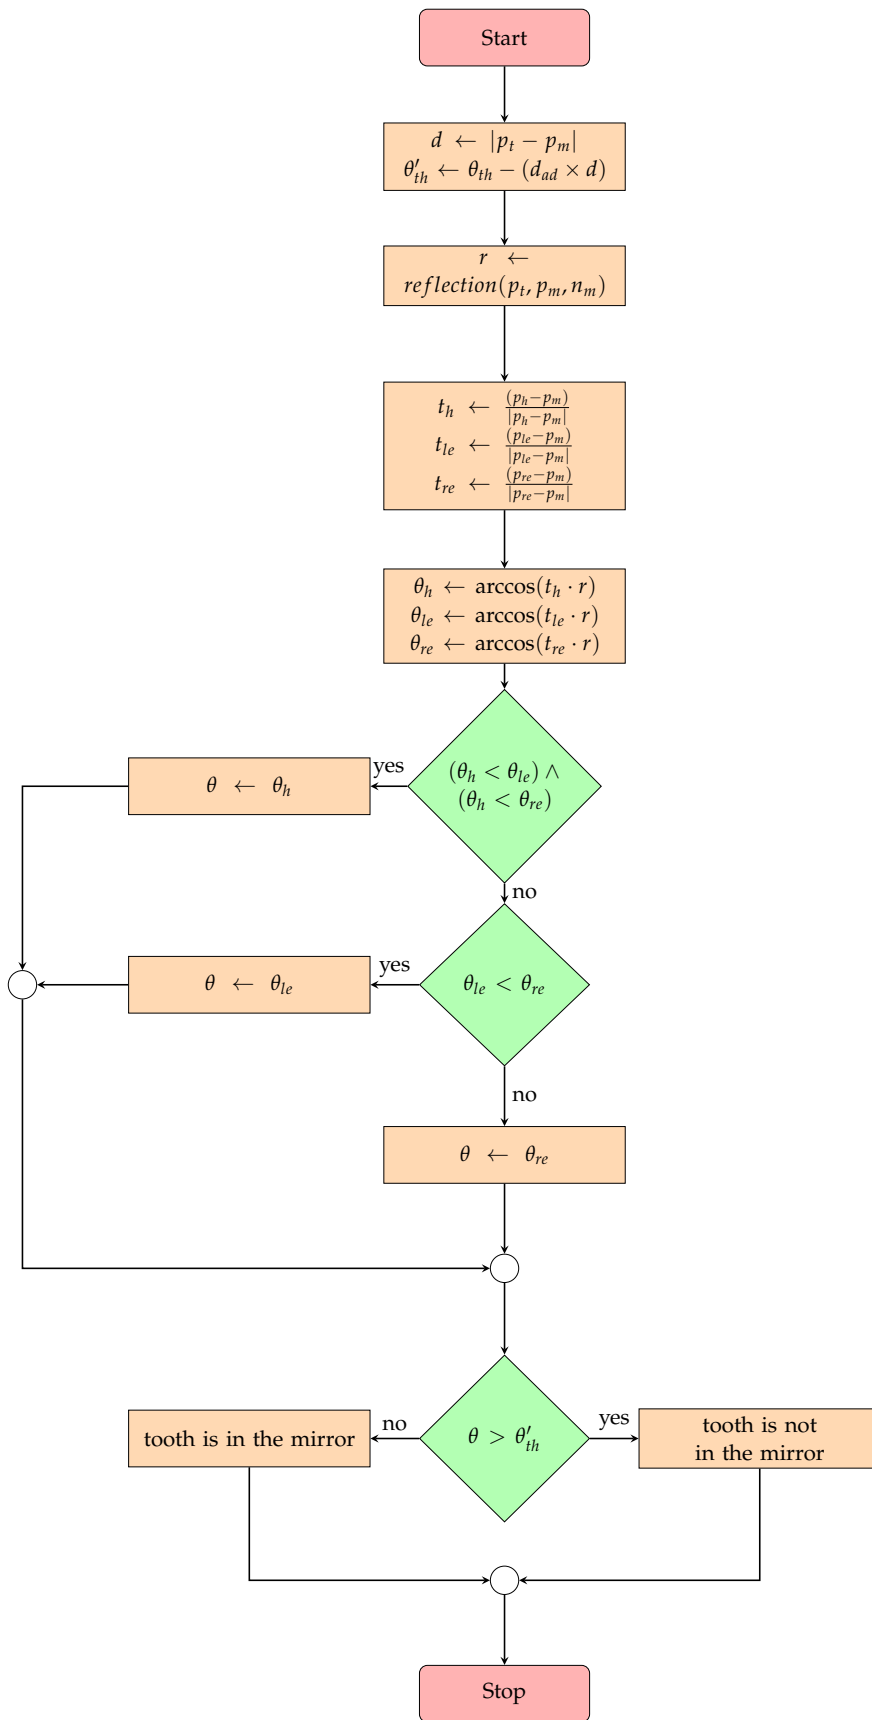 Start
d ← |p_t − p_m|
θ′_th ← θ_th − (d_ad × d)
r ←
reflection(p_t, p_m, n_m)
t_h ← (p_h−p_m)/|p_h−p_m|
t_le ← (p_le−p_m)/|p_le−p_m|
t_re ← (p_re−p_m)/|p_re−p_m|
θ_h ← arccos(t_h · r)
θ_le ← arccos(t_le · r)
θ_re ← arccos(t_re · r)
(θ_h < θ_le) ∧
(θ_h < θ_re)
yes
θ ← θ_h
no
θ_le < θ_re
yes
θ ← θ_le
no
θ ← θ_re
θ > θ′_th
no
tooth is in the mirror
yes
tooth is not
in the mirror
Stop